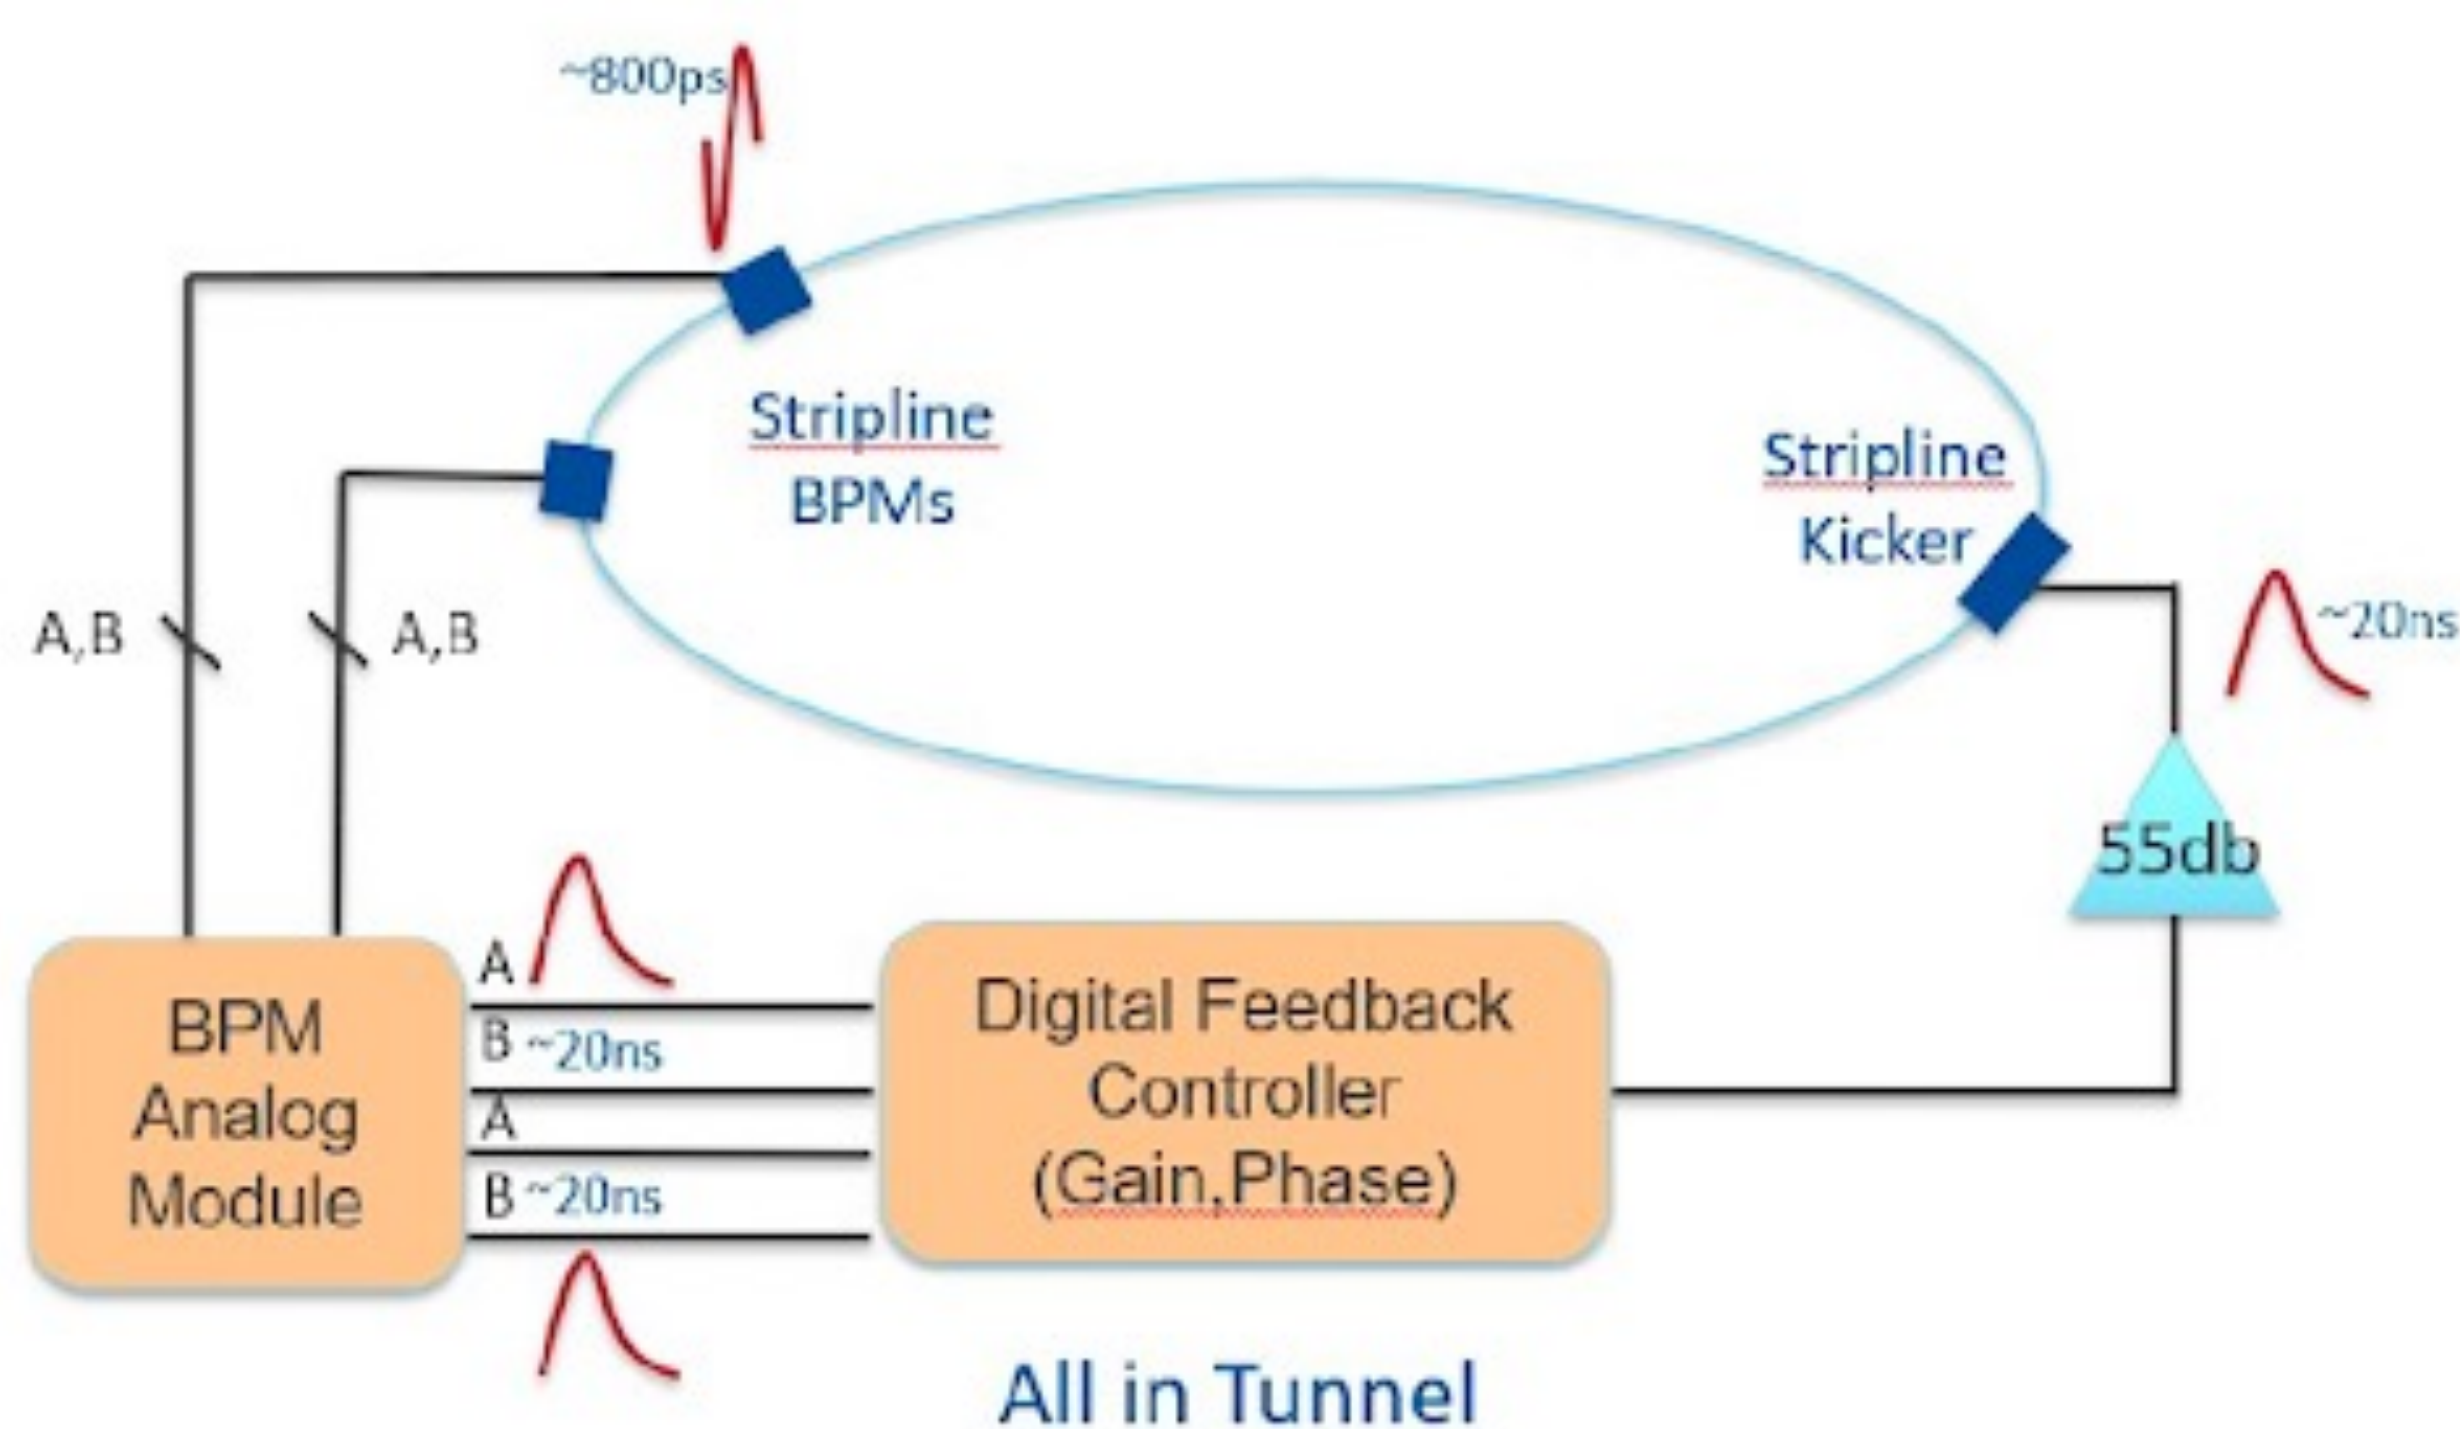 ~800ps
Stripline
BPMs
Stripline
Kicker
~20ns
A,B
A,B
55db
BPM
Analog
Module
A
B ~20ns
A
B ~20ns
Digital Feedback
Controller
(Gain,Phase)
All in Tunnel